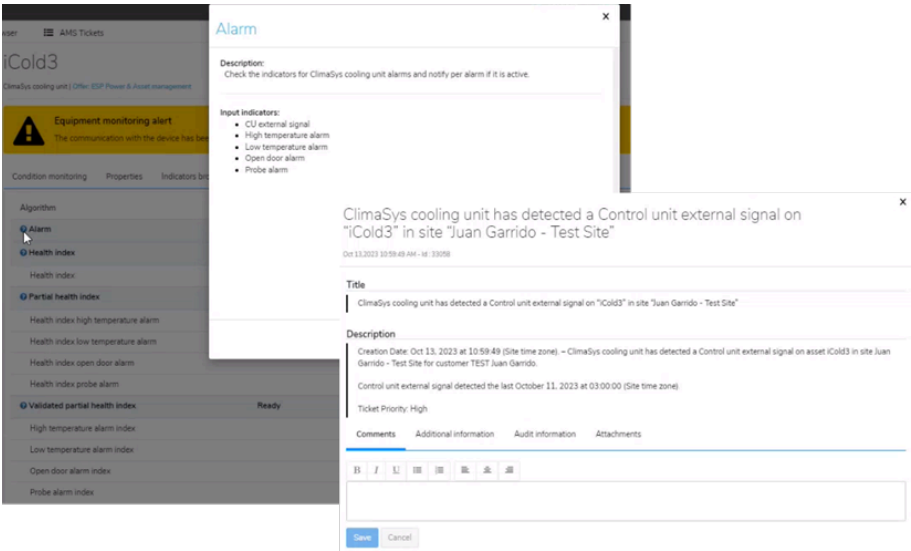 wser
AMS Tickets
iCold3
ClimaSys cooling unit | Offer: ESP Power & Asset management
Equipment monitoring alert
The communication with the device has bee
Condition monitoring Properties Indicators bro
Algorithm
Alarm
Health index
Health index
Partial health index
Health index high temperature alarm
Health index low temperature alarm
Health index open door alarm
Health index probe alarm
Validated partial health index Ready
High temperature alarm index
Low temperature alarm index
Open door alarm index
Probe alarm index
x
Alarm
Description:
Check the indicators for ClimaSys cooling unit alarms and notify per alarm if it is active.
Input indicators:
• CU external signal
• High temperature alarm
• Low temperature alarm
• Open door alarm
• Probe alarm
x
ClimaSys cooling unit has detected a Control unit external signal on
"iCold3" in site "Juan Garrido - Test Site"
Oct 13,2023 10:59:49 AM - Id : 33058
Title
ClimaSys cooling unit has detected a Control unit external signal on "iCold3" in site "Juan Garrido - Test Site"
Description
Creation Date: Oct 13, 2023 at 10:59:49 (Site time zone). – ClimaSys cooling unit has detected a Control unit external signal on asset iCold3 in site Juan
Garrido - Test Site for customer TEST Juan Garrido.
Control unit external signal detected the last October 11, 2023 at 03:00:00 (Site time zone)
Ticket Priority: High
Comments Additional information Audit information Attachments
B I U
Save Cancel